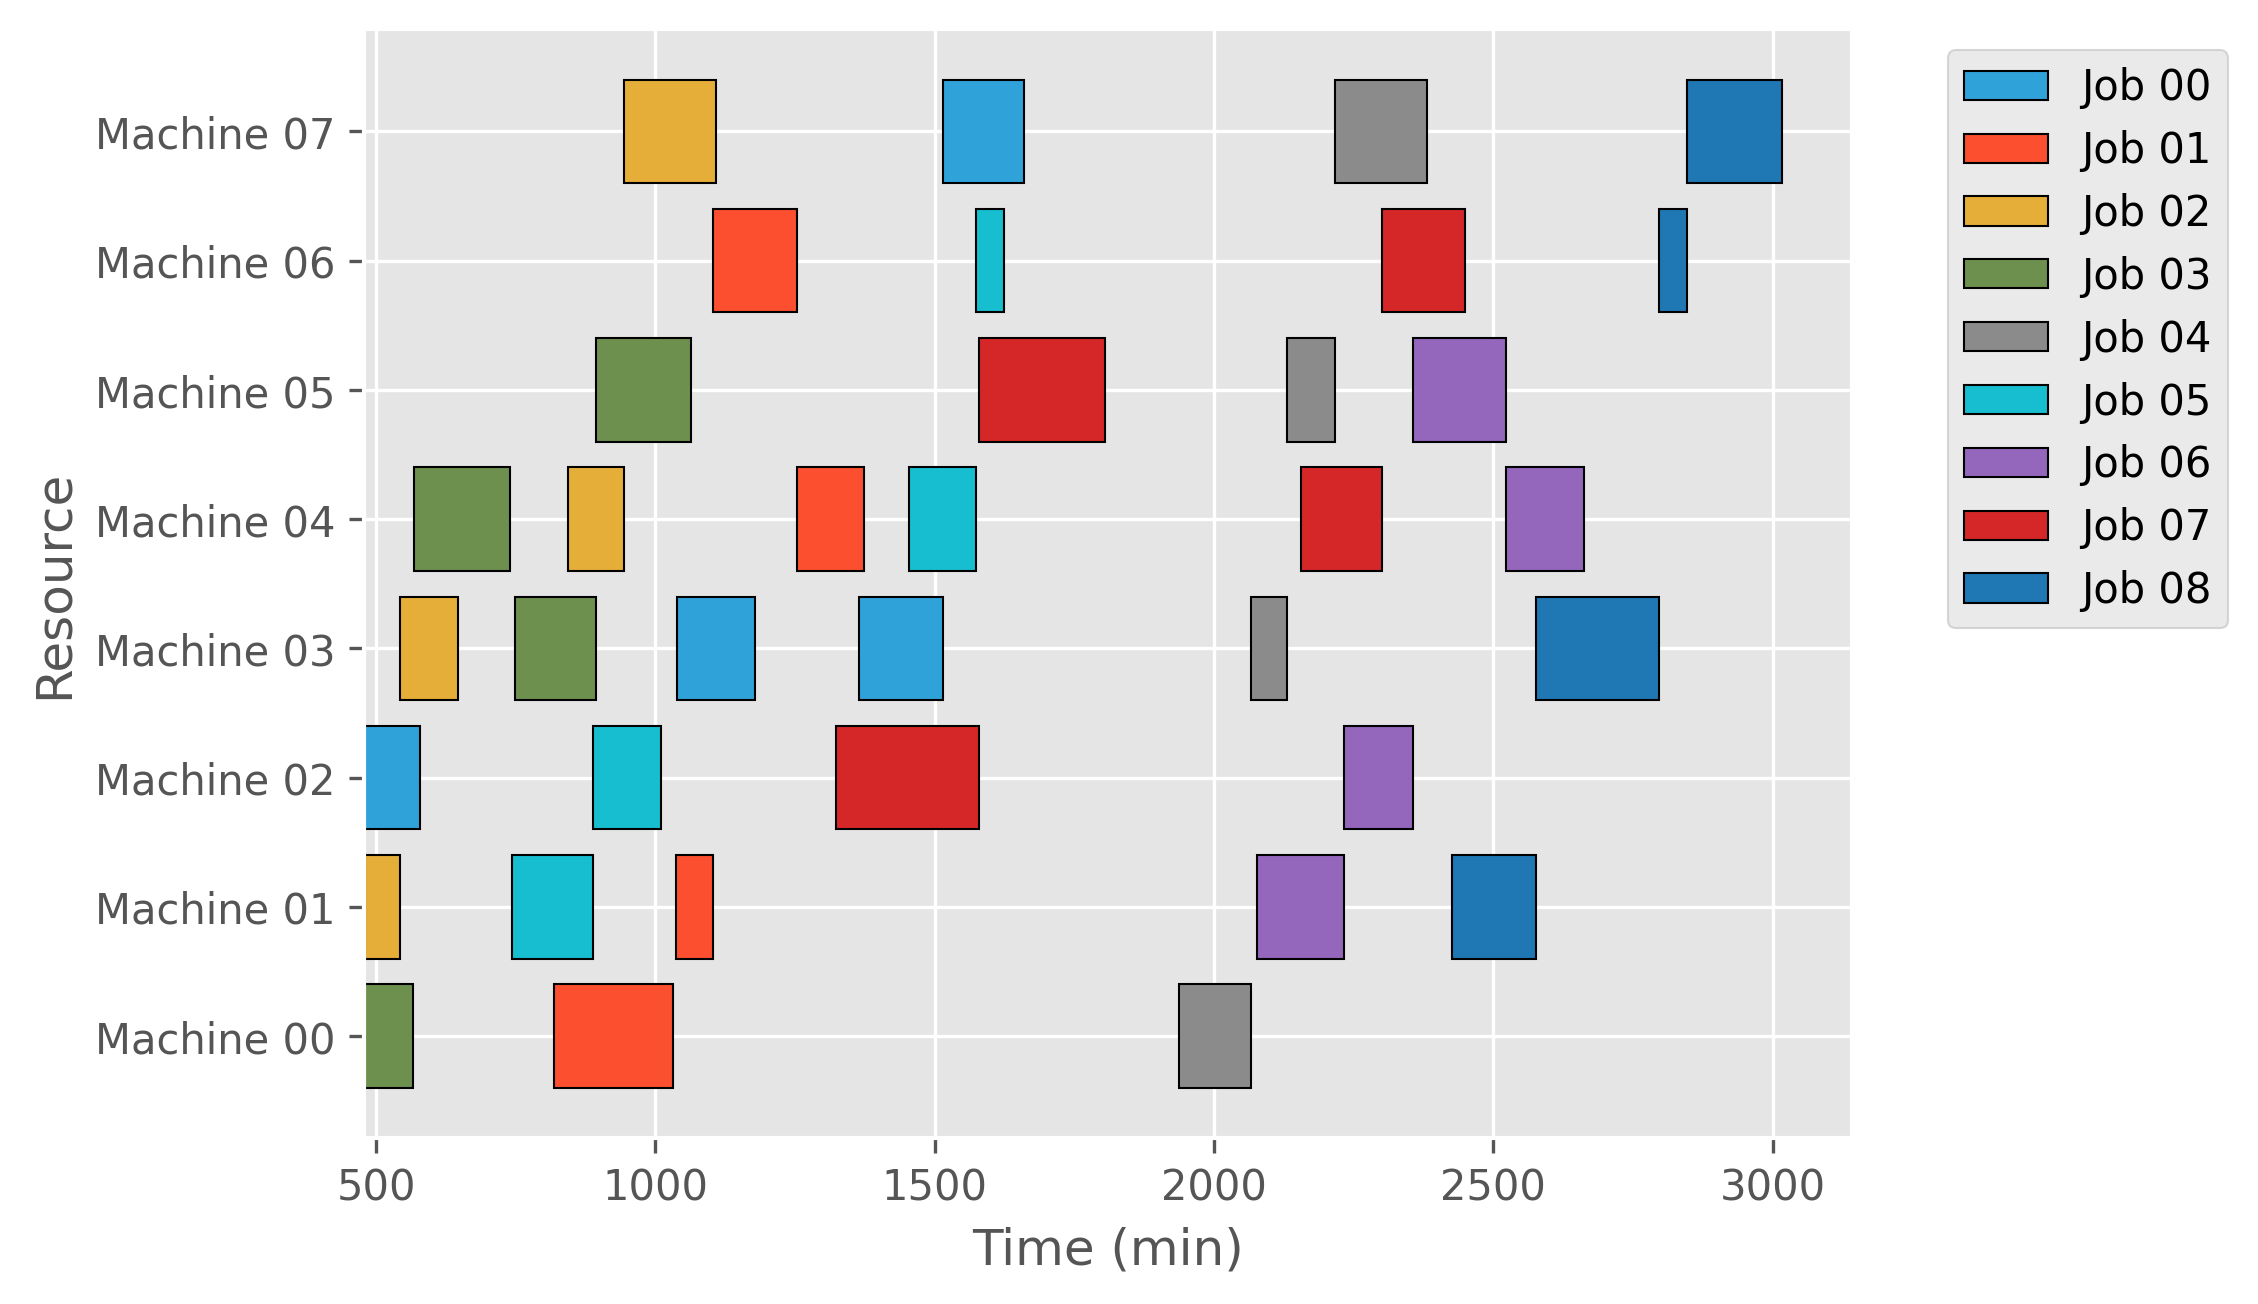 Machine 07
Machine 06
Machine 05
Machine 04
Machine 03
Machine 02
Machine 01
Machine 00
Resource
500 1000 1500 2000 2500 3000
Time (min)
Job 00
Job 01
Job 02
Job 03
Job 04
Job 05
Job 06
Job 07
Job 08